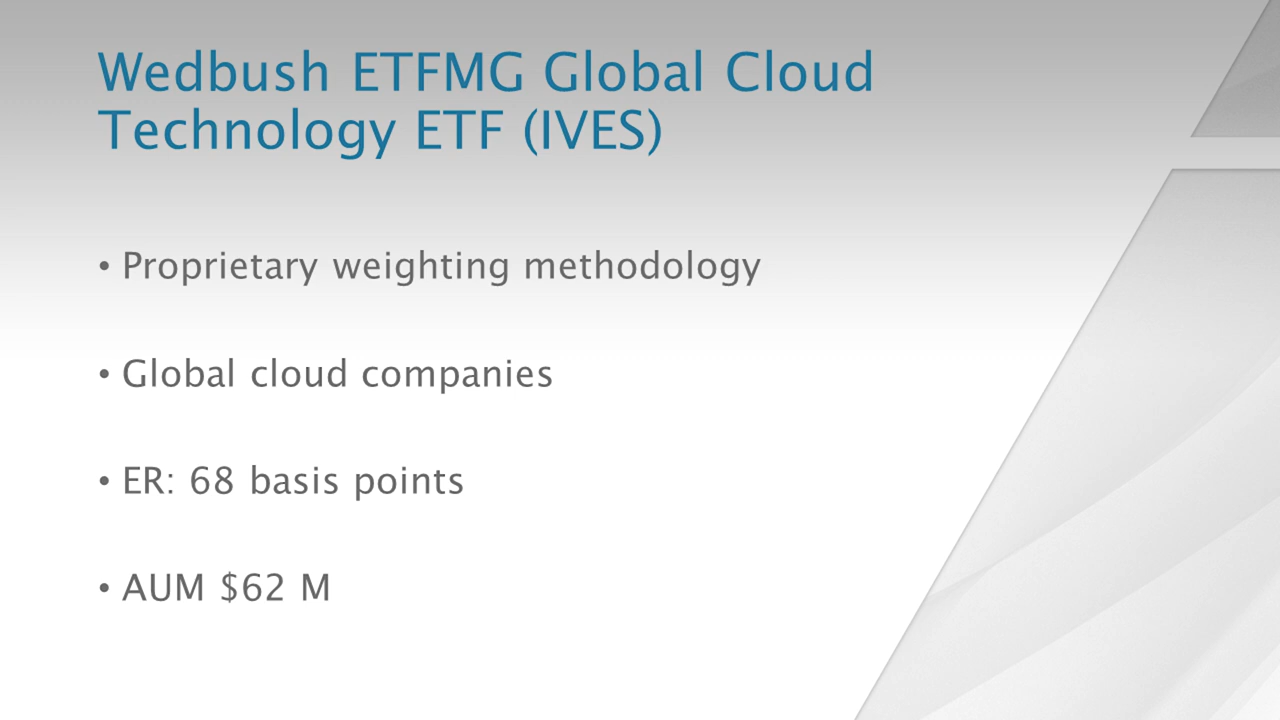 Wedbush ETFMG Global Cloud
Technology ETF (IVES)
• Proprietary weighting methodology
• Global cloud companies
• ER: 68 basis points
• AUM $62 M